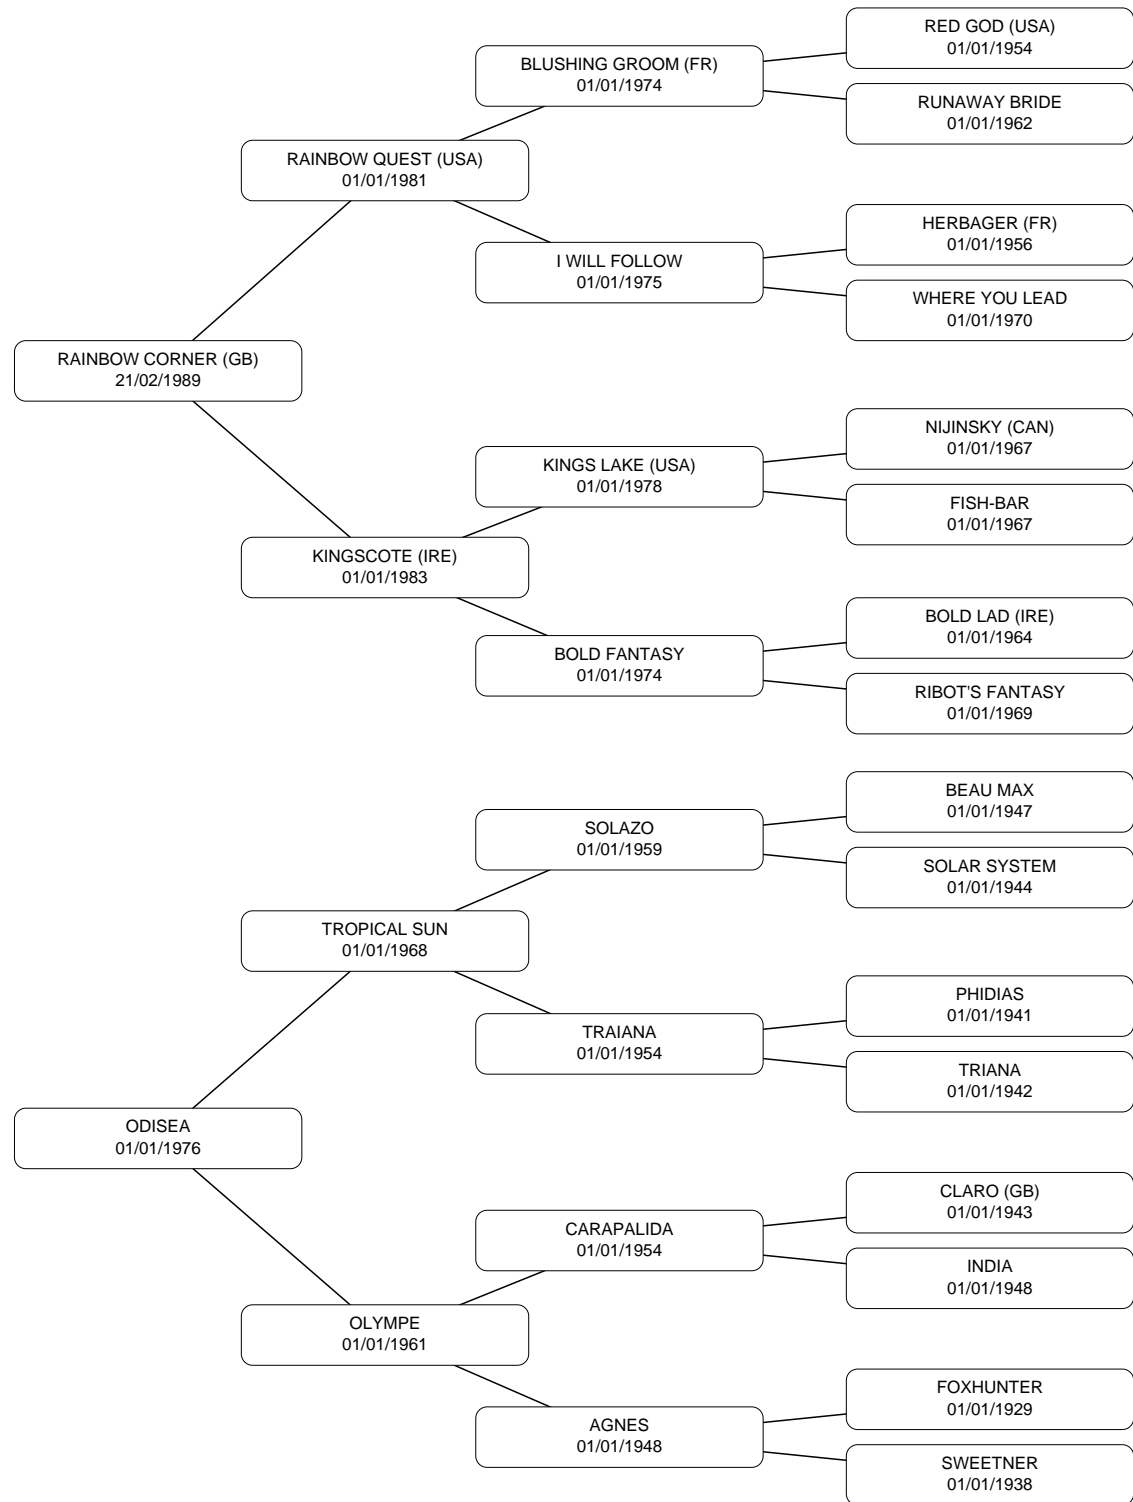 RED GOD (USA)
01/01/1954
BLUSHING GROOM (FR)
01/01/1974
RUNAWAY BRIDE
01/01/1962
RAINBOW QUEST (USA)
01/01/1981
HERBAGER (FR)
01/01/1956
I WILL FOLLOW
01/01/1975
WHERE YOU LEAD
01/01/1970
RAINBOW CORNER (GB)
21/02/1989
NIJINSKY (CAN)
01/01/1967
KINGS LAKE (USA)
01/01/1978
FISH-BAR
01/01/1967
KINGSCOTE (IRE)
01/01/1983
BOLD LAD (IRE)
01/01/1964
BOLD FANTASY
01/01/1974
RIBOT'S FANTASY
01/01/1969
BEAU MAX
01/01/1947
SOLAZO
01/01/1959
SOLAR SYSTEM
01/01/1944
TROPICAL SUN
01/01/1968
PHIDIAS
01/01/1941
TRAIANA
01/01/1954
TRIANA
01/01/1942
ODISEA
01/01/1976
CLARO (GB)
01/01/1943
CARAPALIDA
01/01/1954
INDIA
01/01/1948
OLYMPE
01/01/1961
FOXHUNTER
01/01/1929
AGNES
01/01/1948
SWEETNER
01/01/1938